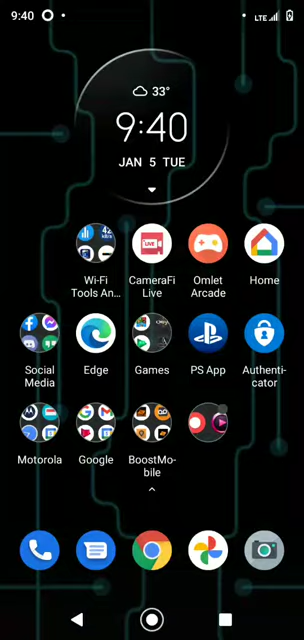 9:40
LTE
33°
9:40
JAN 5 TUE
Wi-Fi Tools An...
CameraFi Live
LIVE
Omlet Arcade
Home
Social Media
Edge
Games
PS App
Authenti-cator
Motorola
Google
BoostMo-bile